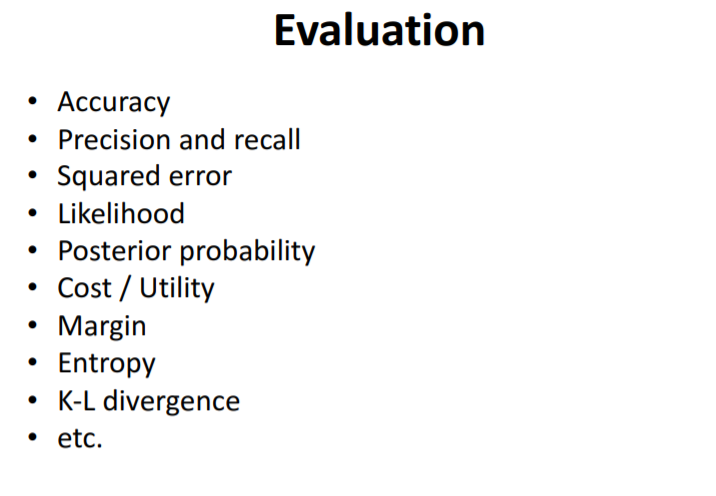 Evaluation
• Accuracy
• Precision and recall
• Squared error
• Likelihood
• Posterior probability
• Cost / Utility
• Margin
• Entropy
• K-L divergence
• etc.